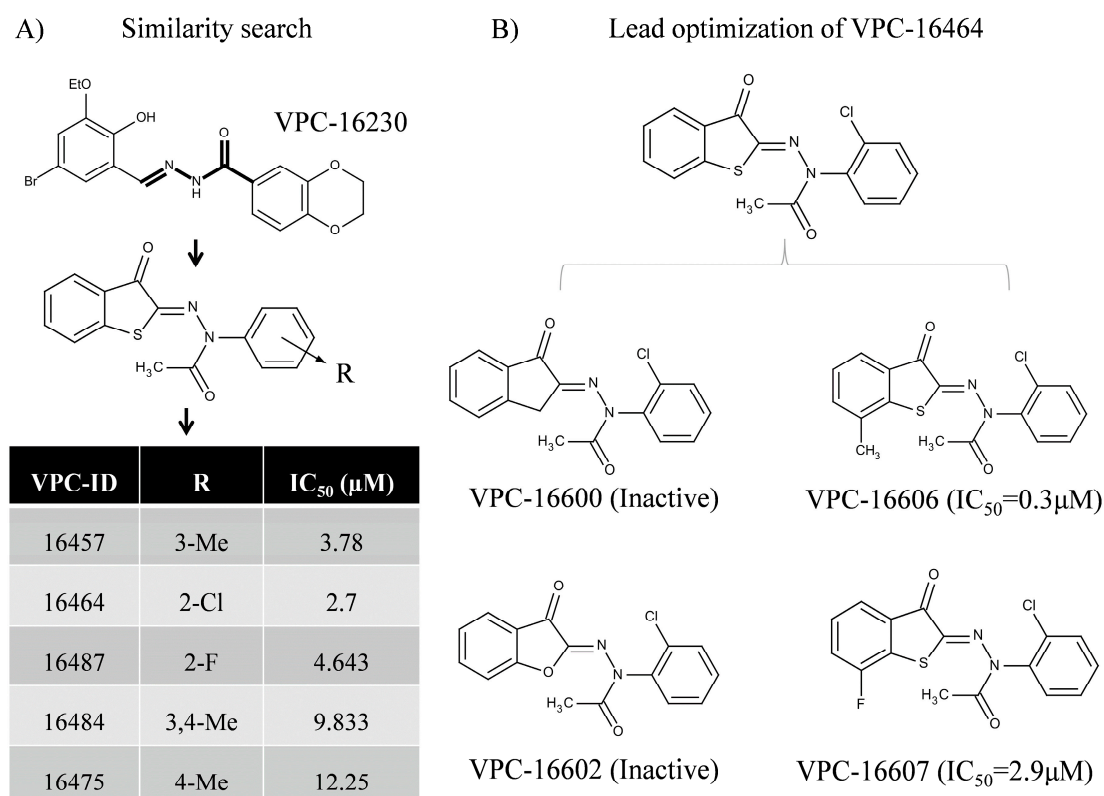 A) Similarity search
EtO
OH
VPC-16230
O
N
N
H
Br
O
O
O
N
S
N
H₃C
O
R
VPC-ID R IC₅₀ (µM)
16457 3-Me 3.78
16464 2-Cl 2.7
16487 2-F 4.643
16484 3,4-Me 9.833
16475 4-Me 12.25
B) Lead optimization of VPC-16464
O
Cl
N
S
N
H₃C
O
O
Cl
N
N
H₃C
O
VPC-16600 (Inactive)
O
Cl
N
S
N
CH₃
H₃C
O
VPC-16606 (IC₅₀=0.3µM)
O
Cl
N
O
N
H₃C
O
VPC-16602 (Inactive)
O
Cl
N
S
N
F
H₃C
O
VPC-16607 (IC₅₀=2.9µM)